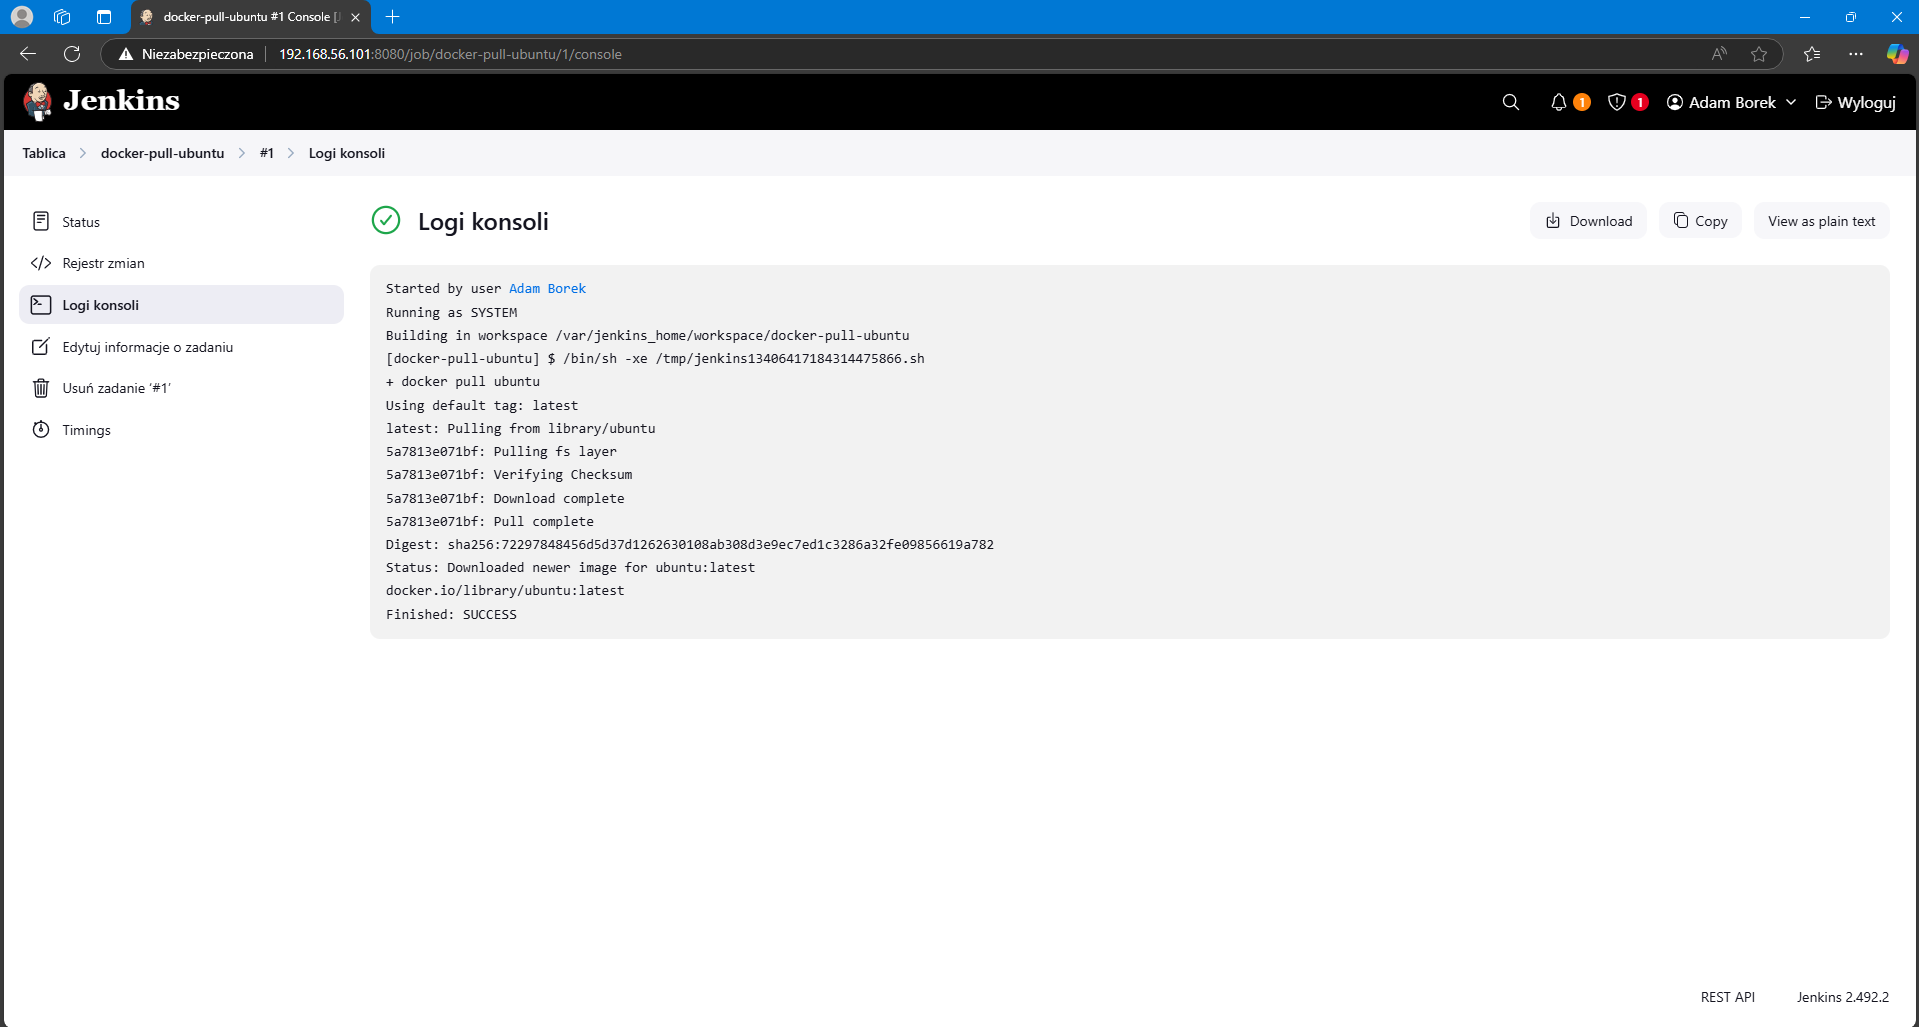 docker-pull-ubuntu #1 Console [J
Niezabezpieczona 192.168.56.101:8080/job/docker-pull-ubuntu/1/console
Jenkins
1 1 Adam Borek Wyloguj
Tablica docker-pull-ubuntu #1 Logi konsoli
Status
Rejestr zmian
Logi konsoli
Edytuj informacje o zadaniu
Usuń zadanie ‘#1’
Timings
Logi konsoli
Download Copy View as plain text
Started by user Adam Borek
Running as SYSTEM
Building in workspace /var/jenkins_home/workspace/docker-pull-ubuntu
[docker-pull-ubuntu] $ /bin/sh -xe /tmp/jenkins13406417184314475866.sh
+ docker pull ubuntu
Using default tag: latest
latest: Pulling from library/ubuntu
5a7813e071bf: Pulling fs layer
5a7813e071bf: Verifying Checksum
5a7813e071bf: Download complete
5a7813e071bf: Pull complete
Digest: sha256:72297848456d5d37d1262630108ab308d3e9ec7ed1c3286a32fe09856619a782
Status: Downloaded newer image for ubuntu:latest
docker.io/library/ubuntu:latest
Finished: SUCCESS
REST API Jenkins 2.492.2